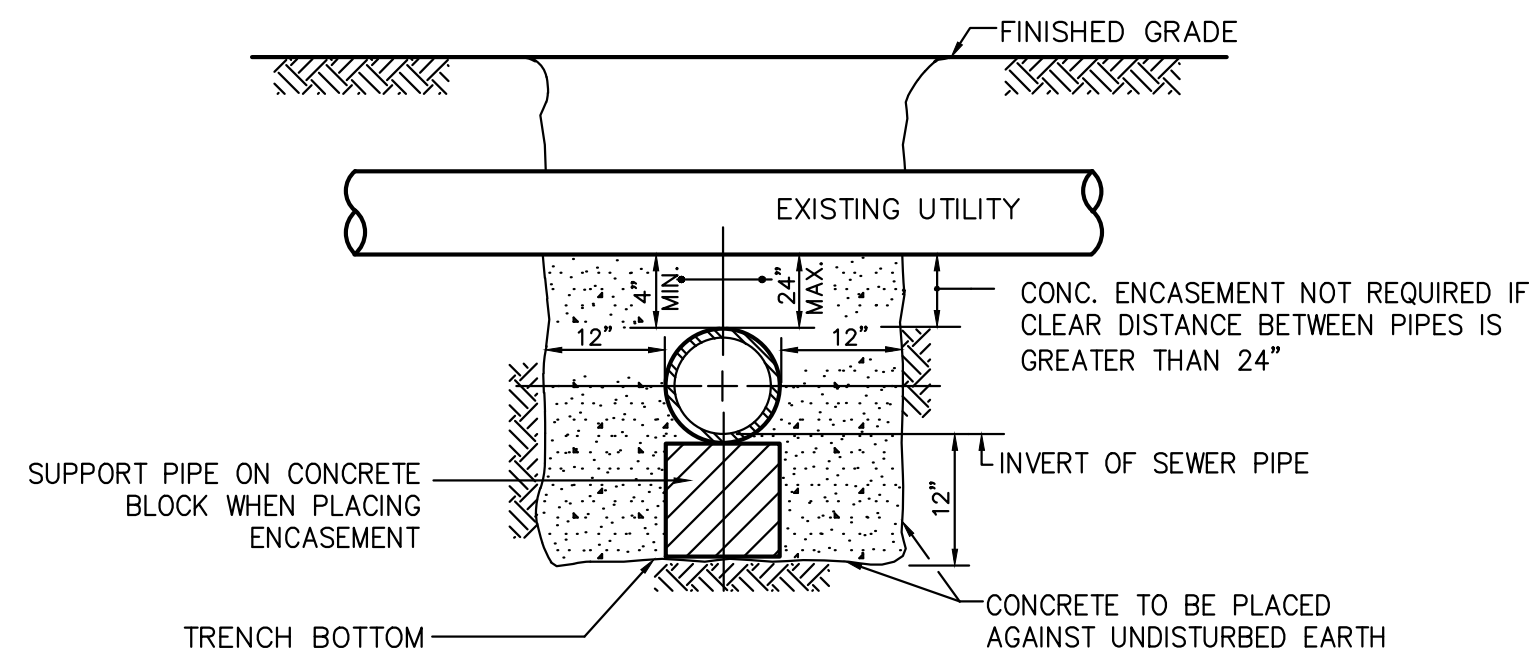 FINISHED GRADE
EXISTING UTILITY
4"
MIN.
24"
MAX.
12"
12"
CONC. ENCASEMENT NOT REQUIRED IF
CLEAR DISTANCE BETWEEN PIPES IS
GREATER THAN 24"
SUPPORT PIPE ON CONCRETE
BLOCK WHEN PLACING
ENCASEMENT
INVERT OF SEWER PIPE
12"
TRENCH BOTTOM
CONCRETE TO BE PLACED
AGAINST UNDISTURBED EARTH